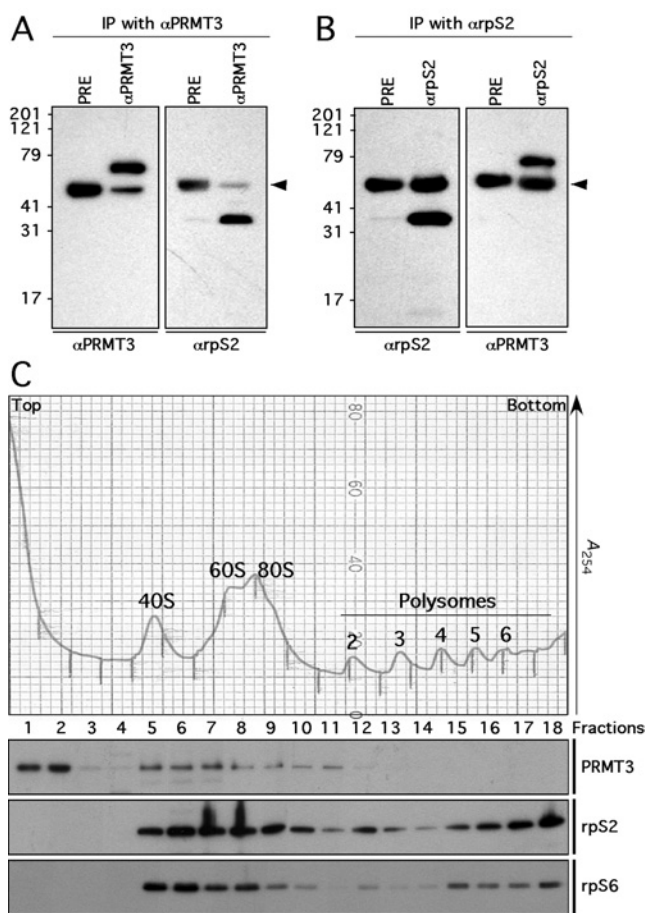 A
IP with αPRMT3
PRE
αPRMT3
PRE
αPRMT3
201
121
79
41
31
17
αPRMT3
αrpS2
B
IP with αrpS2
PRE
αrpS2
PRE
αrpS2
201
121
79
41
31
17
αrpS2
αPRMT3
C
Top
Bottom
80
60
40
20
0
A254
40S
60S
80S
Polysomes
2
3
4
5
6
1 2 3 4 5 6 7 8 9 10 11 12 13 14 15 16 17 18 Fractions
PRMT3
rpS2
rpS6